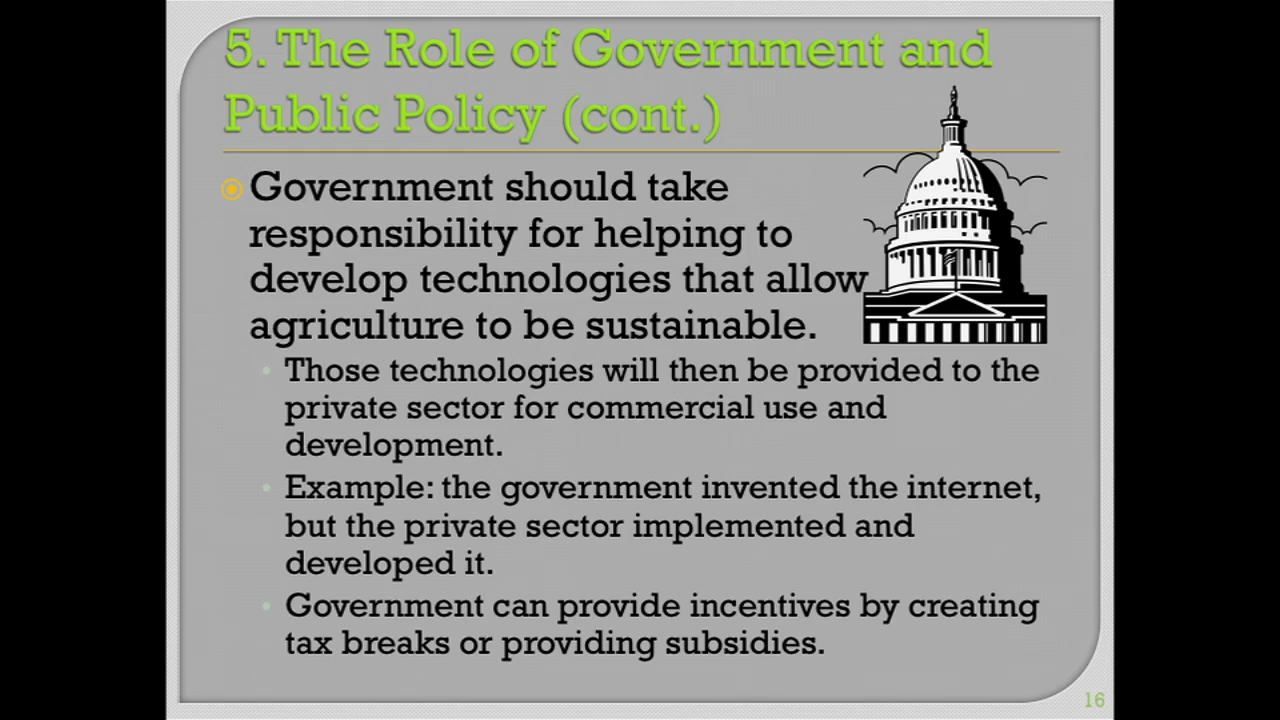 5. The Role of Government and
Public Policy (cont.)
Government should take
responsibility for helping to
develop technologies that allow
agriculture to be sustainable.
Those technologies will then be provided to the
private sector for commercial use and
development.
Example: the government invented the internet,
but the private sector implemented and
developed it.
Government can provide incentives by creating
tax breaks or providing subsidies.
16